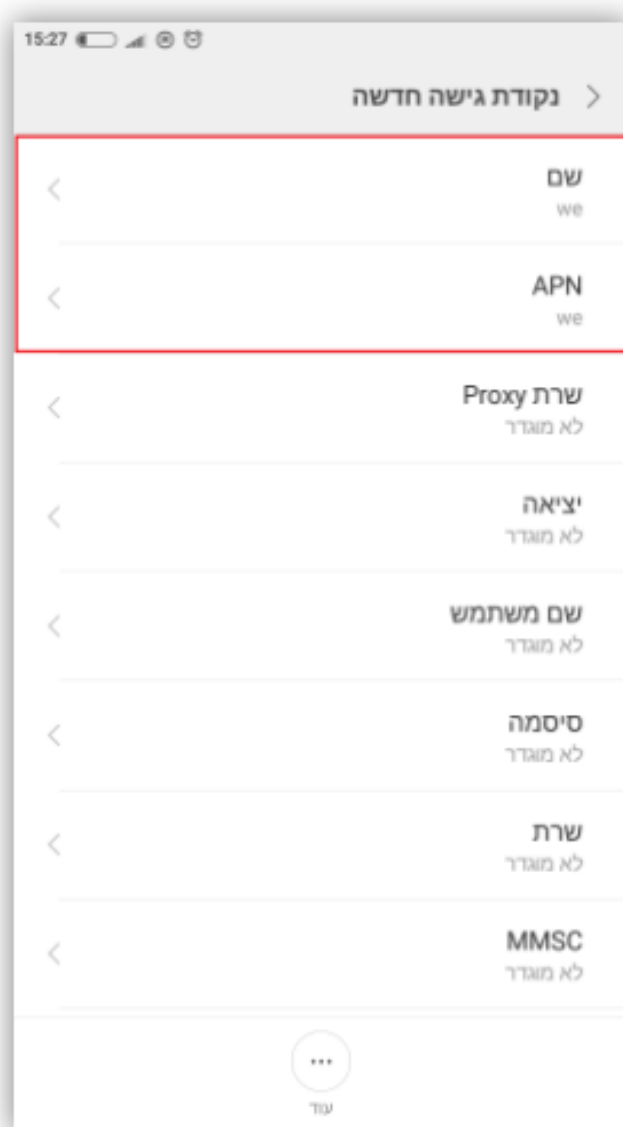 15:27
נקודת גישה חדשה
שם
we
APN
we
שרת Proxy
לא מוגדר
יציאה
לא מוגדר
שם משתמש
לא מוגדר
סיסמה
לא מוגדר
שרת
לא מוגדר
MMSC
לא מוגדר
עוד